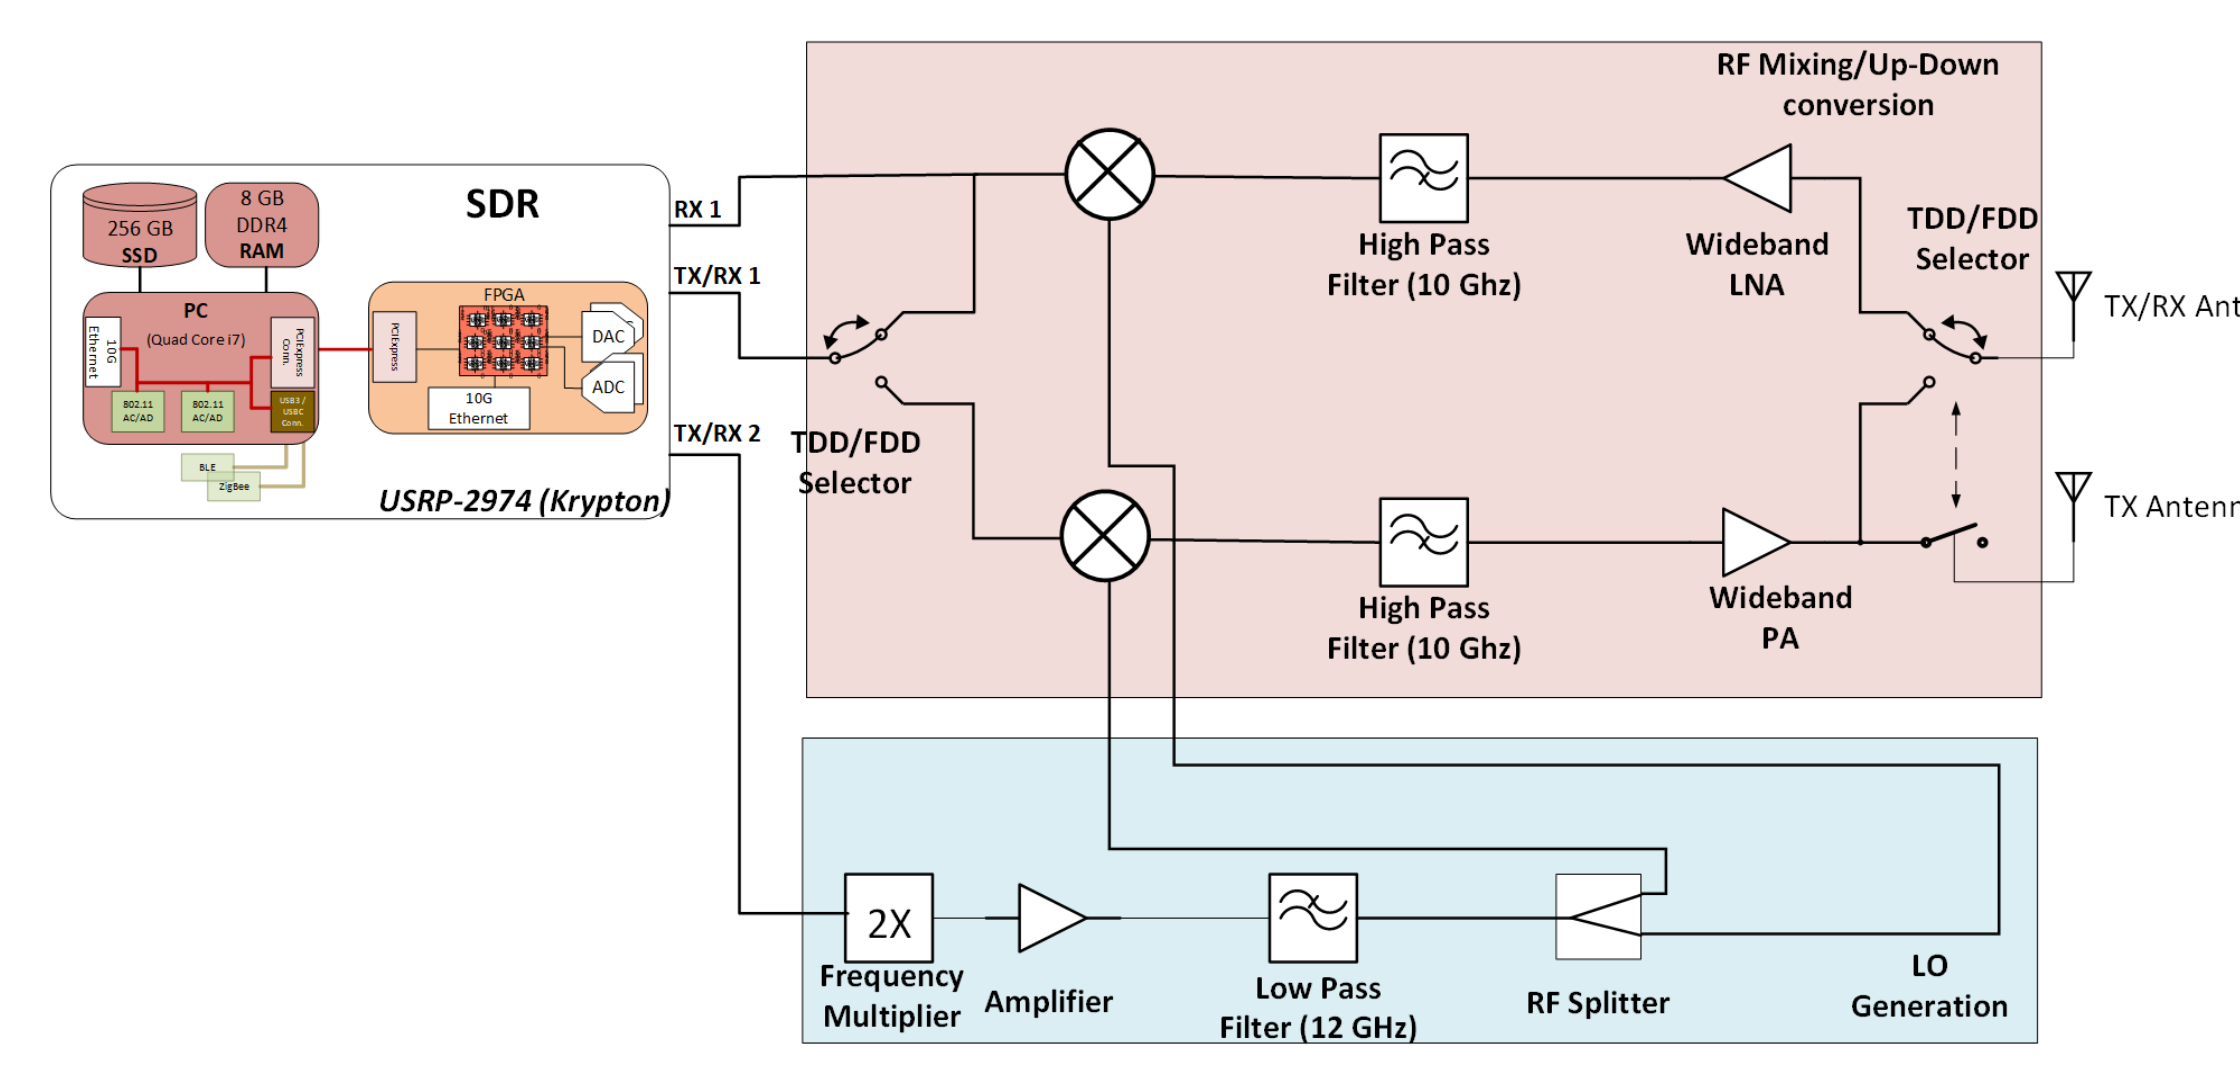 RF Mixing/Up-Down
conversion
SDR
256 GB
SSD
8 GB
DDR4
RAM
PC
(Quad Core i7)
10G
Ethernet
PCIExpress
Conn.
802.11
AC/AD
802.11
AC/AD
USB3 /
USBC
Conn.
BLE
ZigBee
FPGA
PCIExpress
DAC
ADC
10G
Ethernet
USRP-2974 (Krypton)
RX 1
TX/RX 1
TX/RX 2
TDD/FDD
Selector
High Pass
Filter (10 Ghz)
Wideband
LNA
TDD/FDD
Selector
TX/RX Ant
High Pass
Filter (10 Ghz)
Wideband
PA
TX Antenn
2X
Frequency
Multiplier
Amplifier
Low Pass
Filter (12 GHz)
RF Splitter
LO
Generation